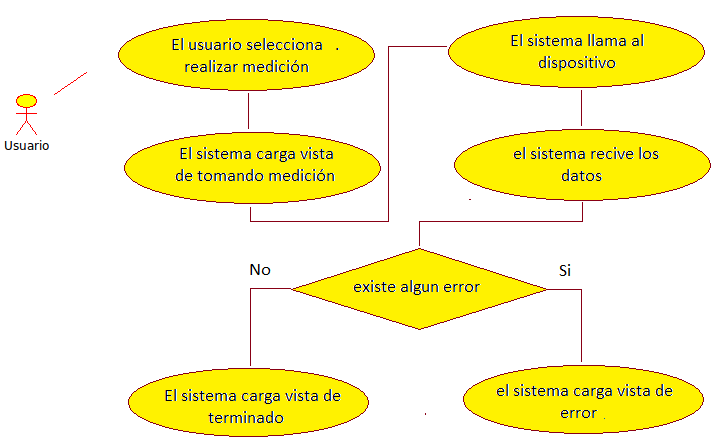 El usuario selecciona
realizar medición
Usuario
El sistema carga vista
de tomando medición
El sistema llama al
dispositivo
el sistema recive los
datos
existe algun error
No
Si
El sistema carga vista de
terminado
el sistema carga vista de
error